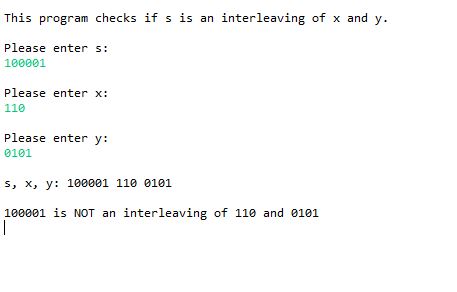 This program checks if s is an interleaving of x and y.
Please enter s:
100001
Please enter x:
110
Please enter y:
0101
s, x, y: 100001 110 0101
100001 is NOT an interleaving of 110 and 0101